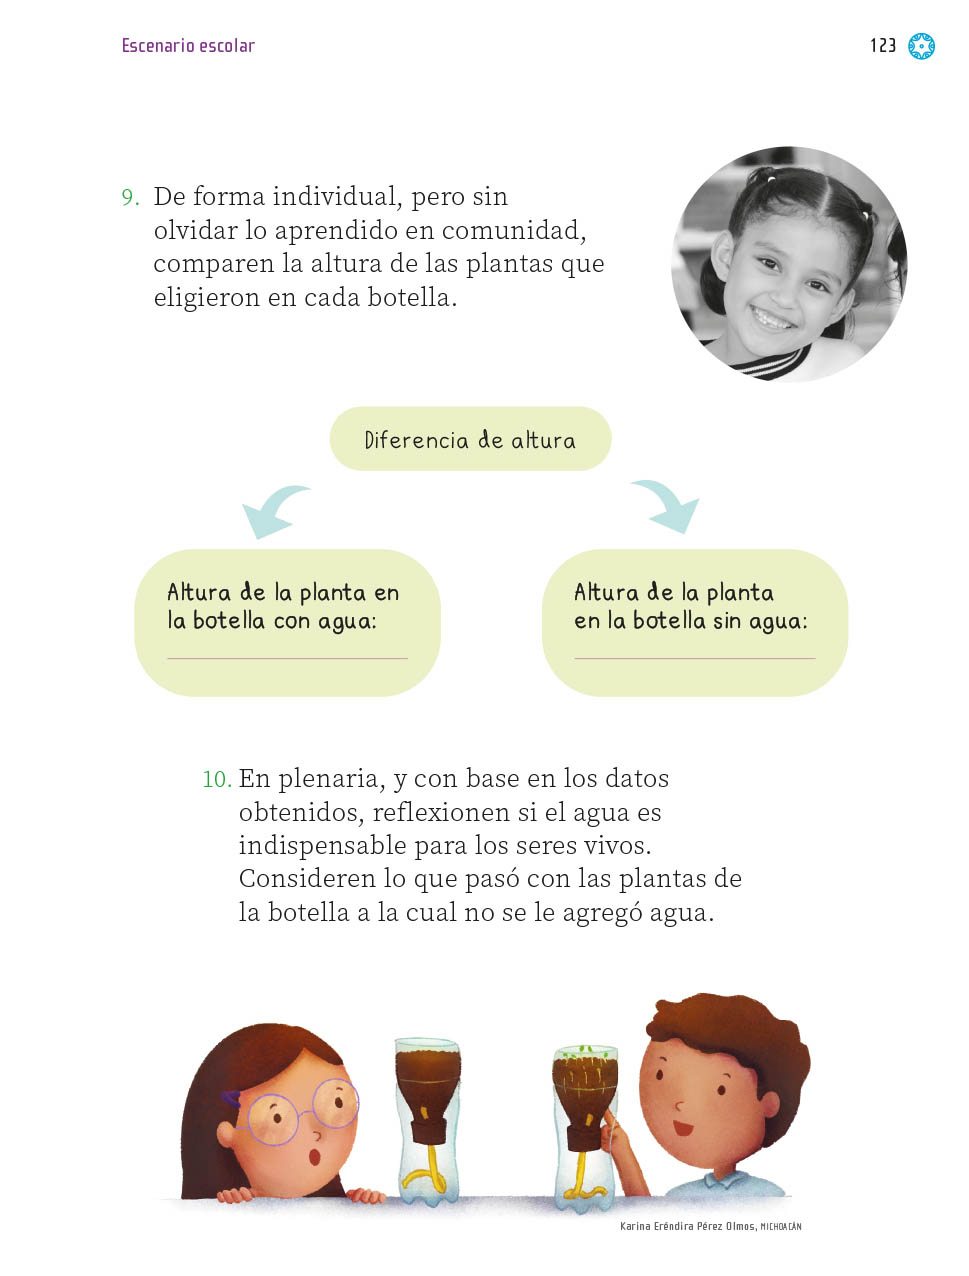 Escenario escolar
123
9. De forma individual, pero sin
olvidar lo aprendido en comunidad,
comparen la altura de las plantas que
eligieron en cada botella.
Diferencia de altura
Altura de la planta en
la botella con agua:
Altura de la planta
en la botella sin agua:
10. En plenaria, y con base en los datos
obtenidos, reflexionen si el agua es
indispensable para los seres vivos.
Consideren lo que pasó con las plantas de
la botella a la cual no se le agregó agua.
Karina Eréndira Pérez Olmos, MICHOACÁN